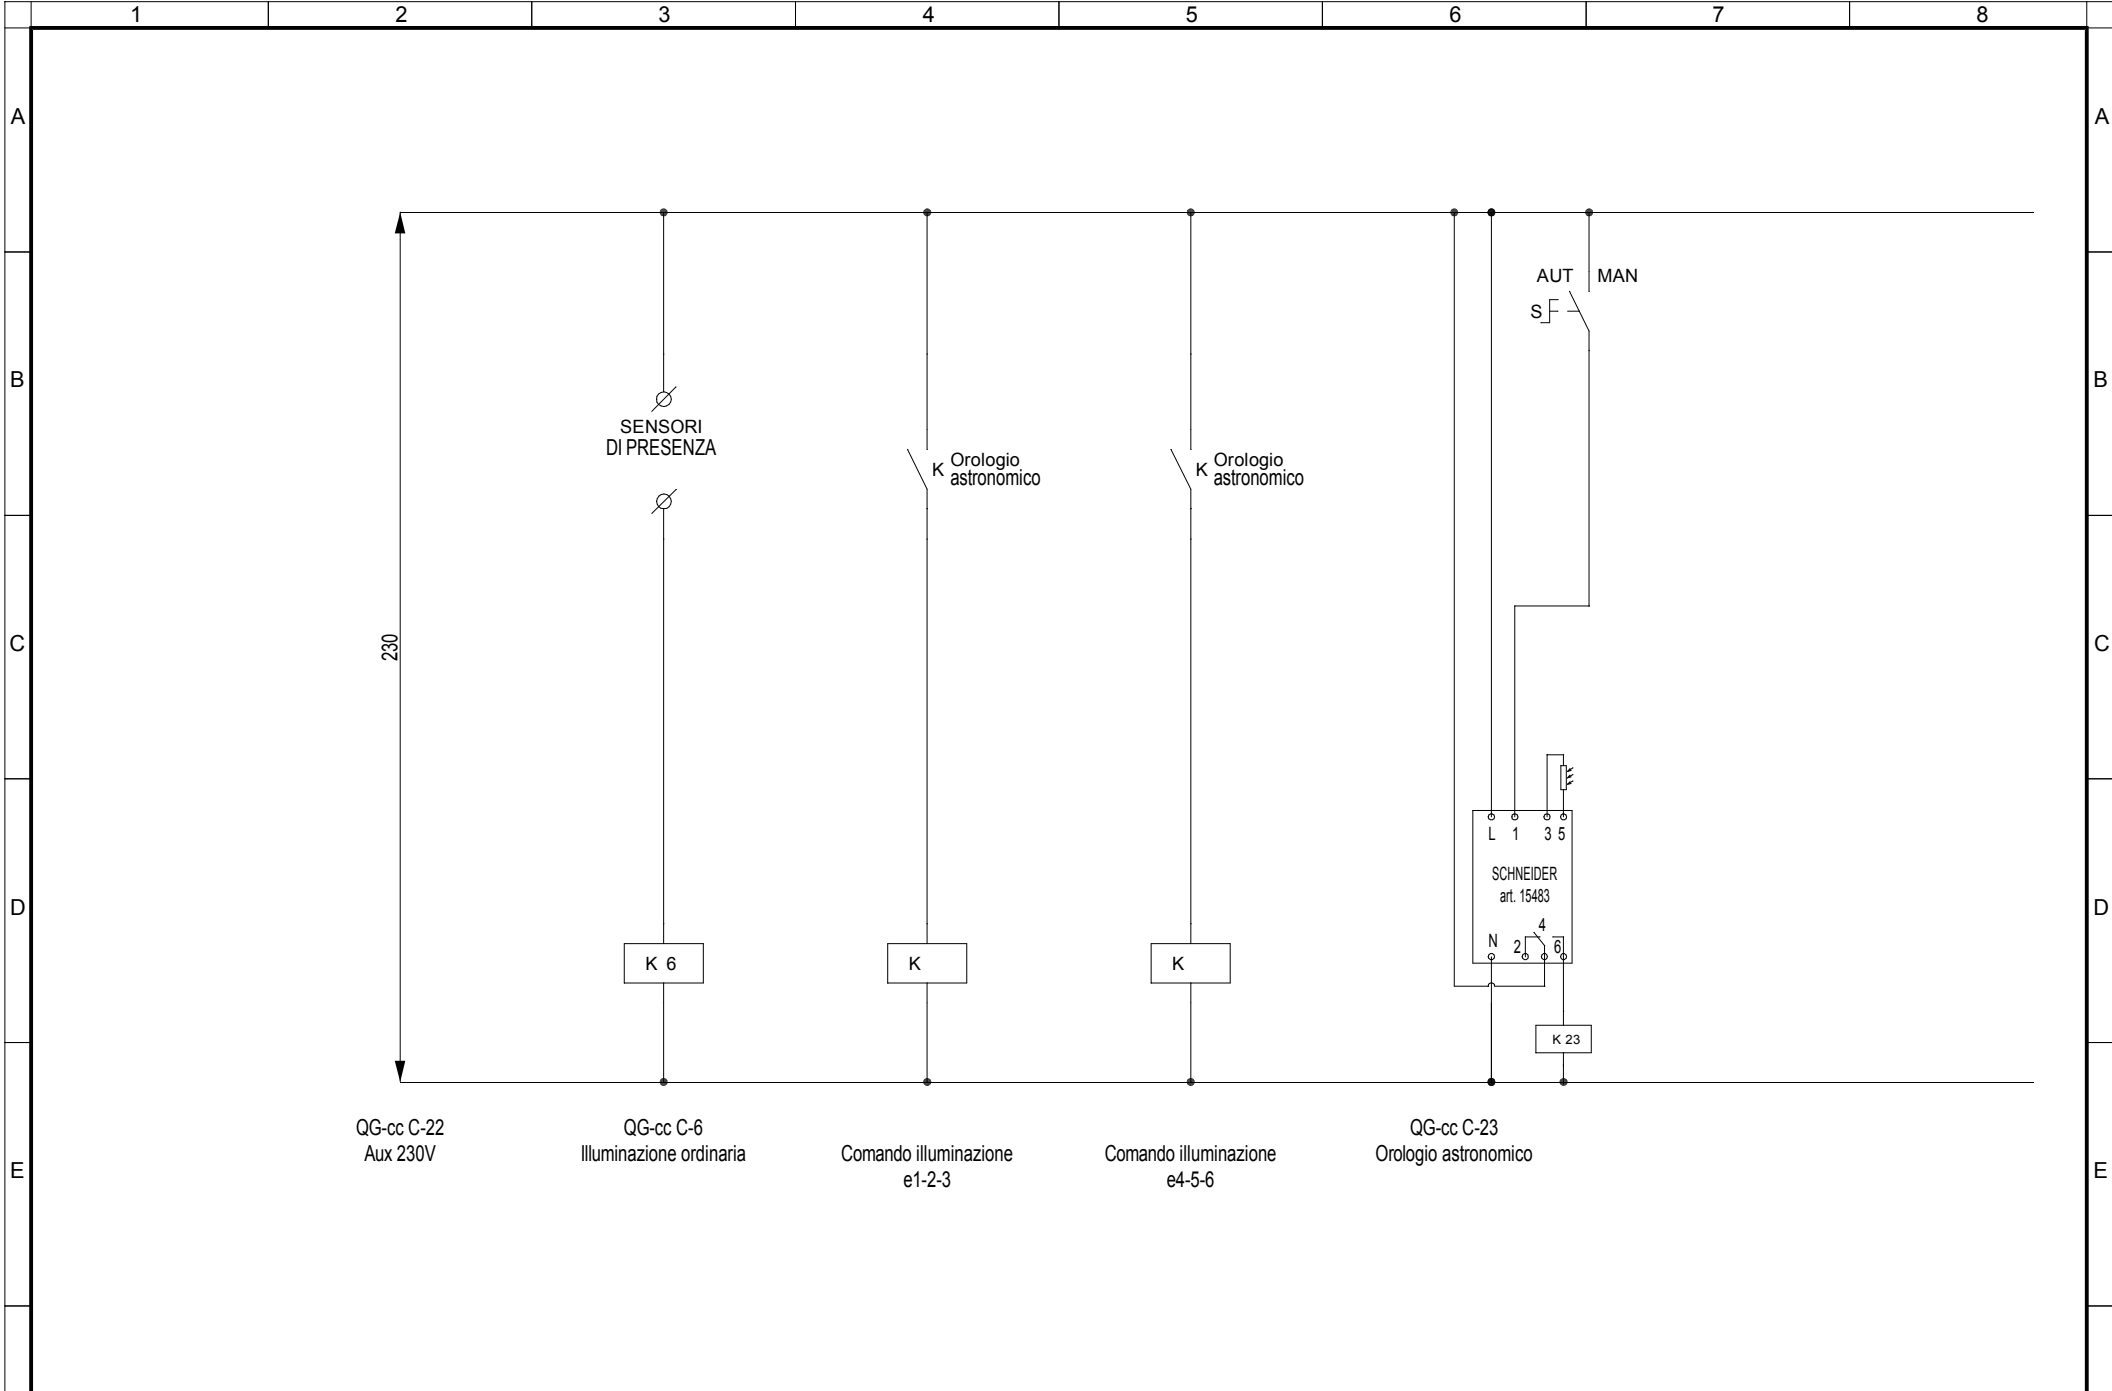 1 2 3 4 5 6 7 8
A A
AUT MAN
S
B B
SENSORI
DI PRESENZA
K Orologio
astronomico
K Orologio
astronomico
C C
230
L 1 3 5
SCHNEIDER
art. 15483
D D
4
N 2 6
K 6
K
K
K 23
QG-cc C-22
Aux 230V
QG-cc C-6
Illuminazione ordinaria
Comando illuminazione
e1-2-3
Comando illuminazione
e4-5-6
QG-cc C-23
Orologio astronomico
E E